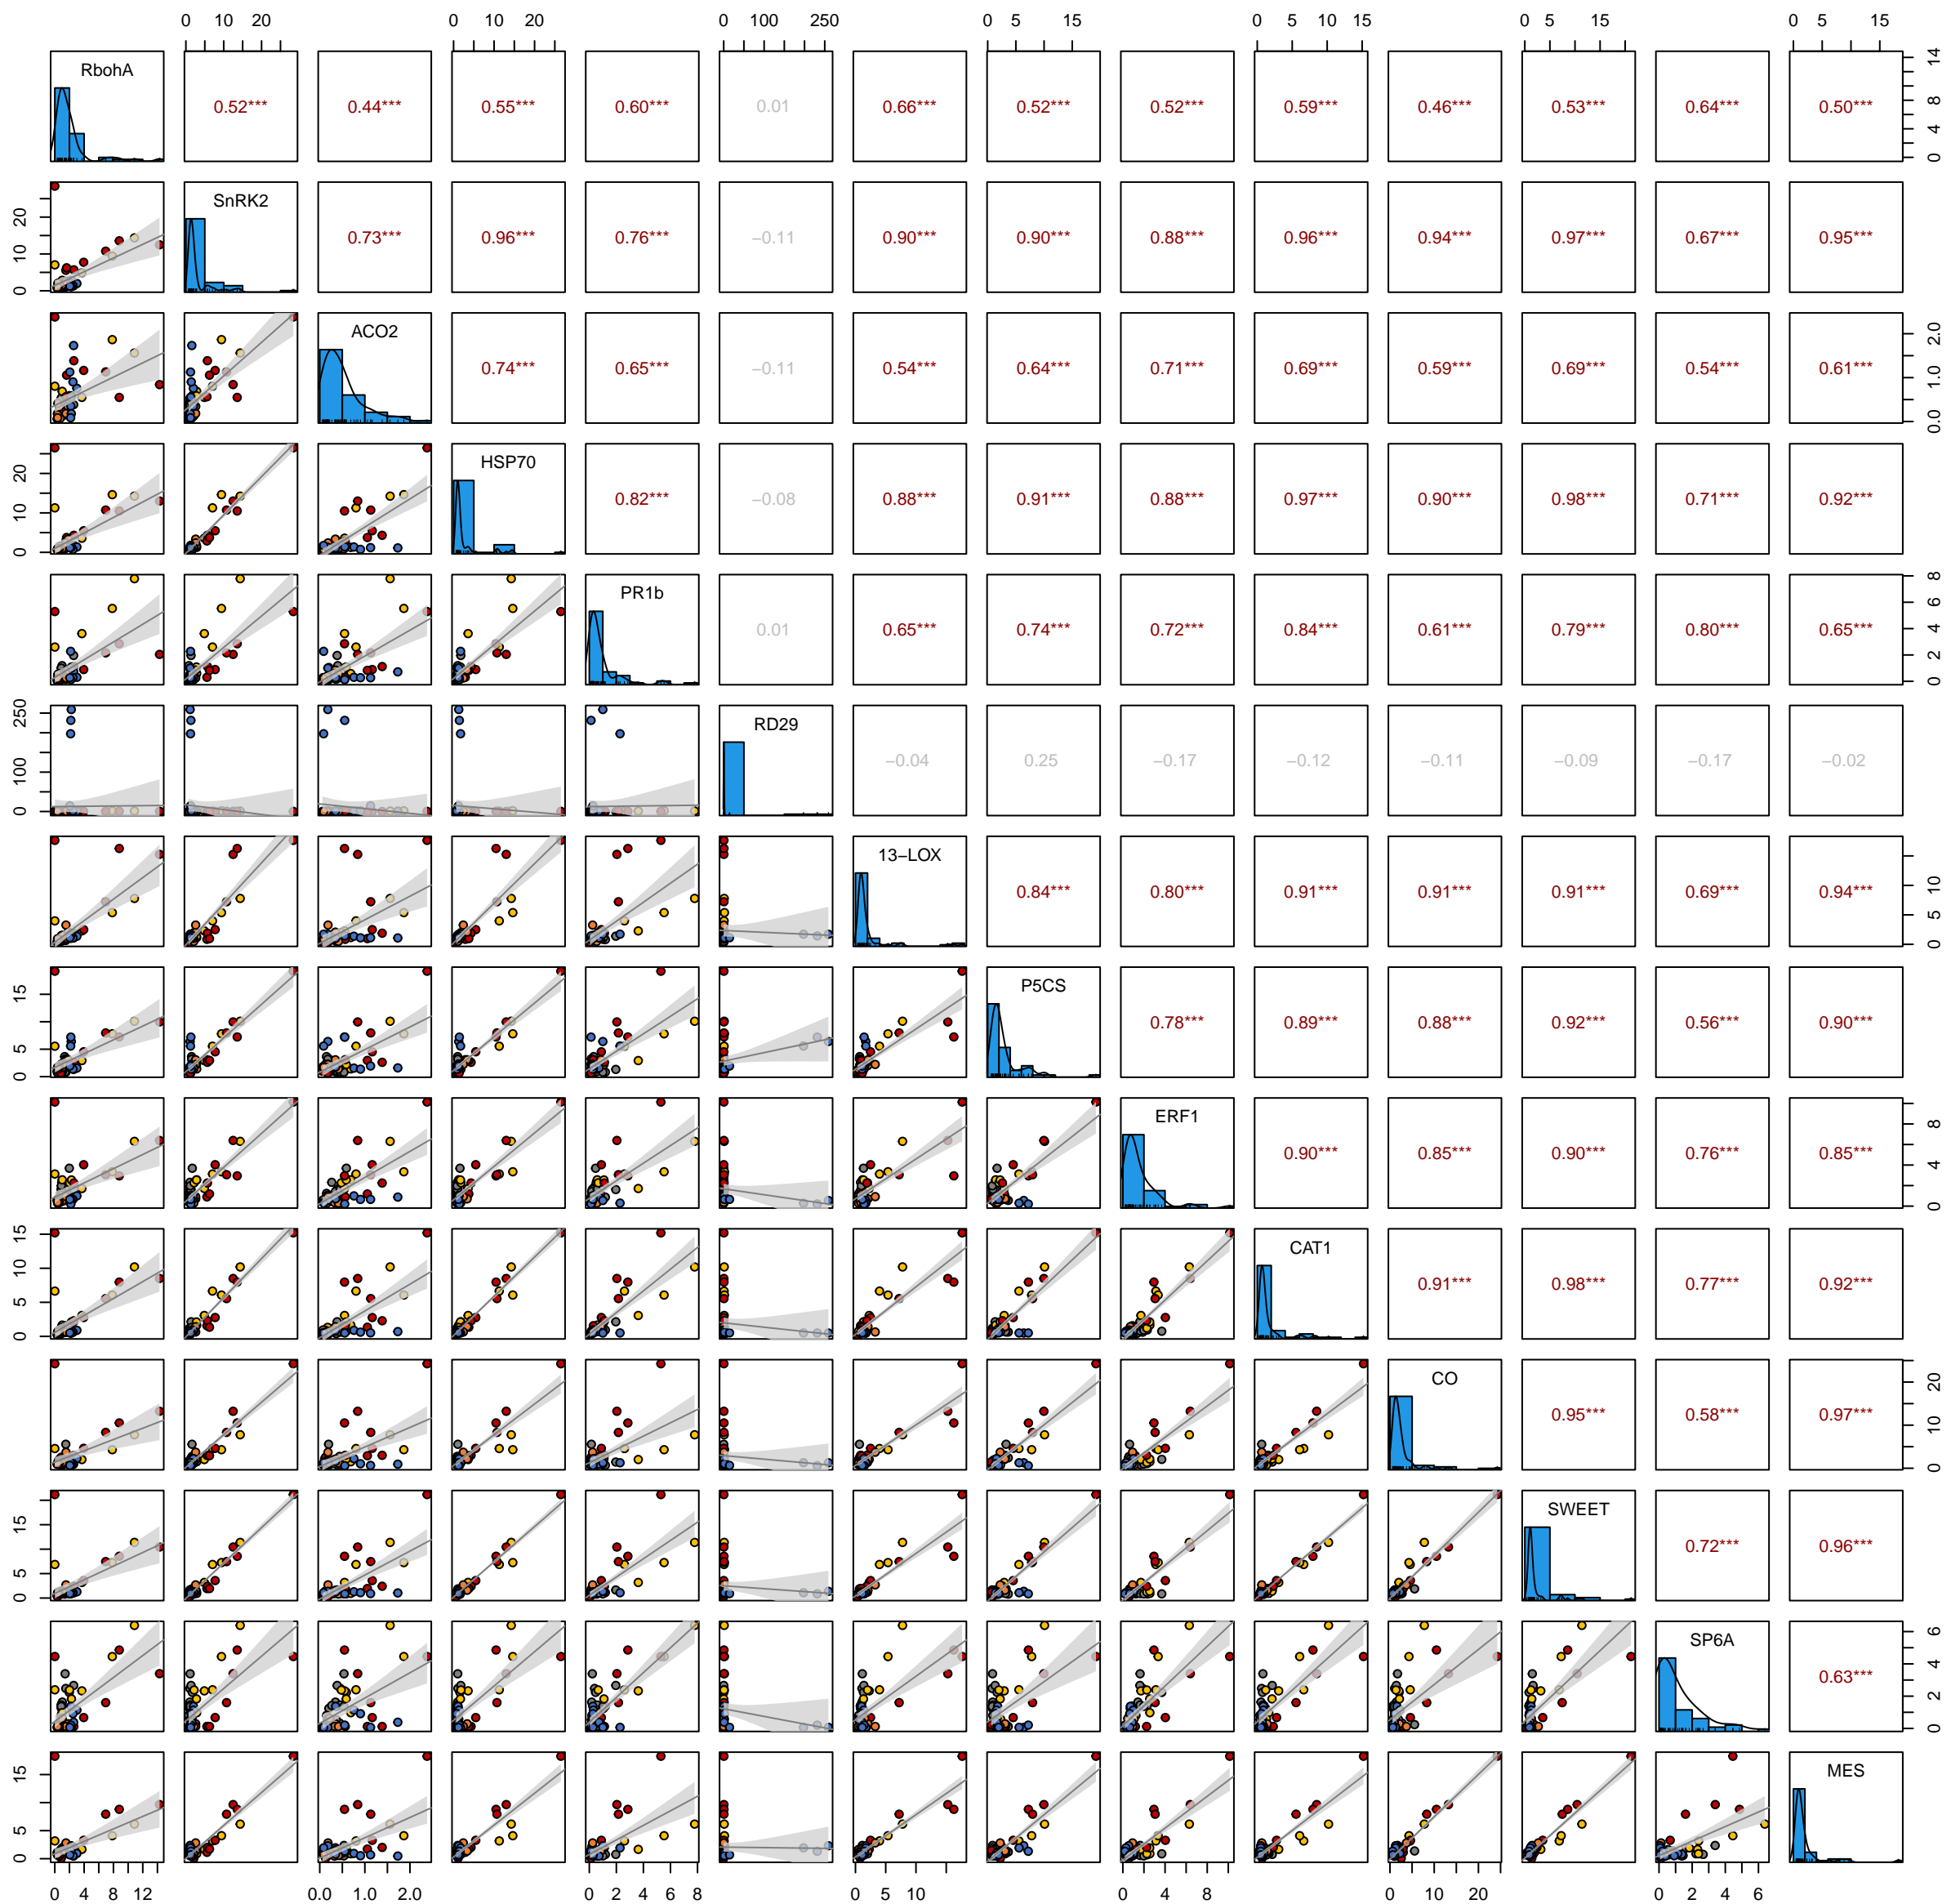 0 10 20 0 10 20 0 100 250 0 5 15 0 5 10 15 0 5 15 0 5 15
RbohA 0.52*** 0.44*** 0.55*** 0.60*** 0.01 0.66*** 0.52*** 0.52*** 0.59*** 0.46*** 0.53*** 0.64*** 0.50*** 0 4 8 14
0 10 20 SnRK2 0.73*** 0.96*** 0.76*** −0.11 0.90*** 0.90*** 0.88*** 0.96*** 0.94*** 0.97*** 0.67*** 0.95***
ACO2 0.74*** 0.65*** −0.11 0.54*** 0.64*** 0.71*** 0.69*** 0.59*** 0.69*** 0.54*** 0.61*** 0.0 1.0 2.0
0 10 20 HSP70 0.82*** −0.08 0.88*** 0.91*** 0.88*** 0.97*** 0.90*** 0.98*** 0.71*** 0.92***
PR1b 0.01 0.65*** 0.74*** 0.72*** 0.84*** 0.61*** 0.79*** 0.80*** 0.65*** 0 2 4 6 8
0 100 250 RD29 −0.04 0.25 −0.17 −0.12 −0.11 −0.09 −0.17 −0.02
13−LOX 0.84*** 0.80*** 0.91*** 0.91*** 0.91*** 0.69*** 0.94*** 0 5 10
0 5 15 P5CS 0.78*** 0.89*** 0.88*** 0.92*** 0.56*** 0.90***
ERF1 0.90*** 0.85*** 0.90*** 0.76*** 0.85*** 0 4 8
0 5 10 15 CAT1 0.91*** 0.98*** 0.77*** 0.92***
CO 0.95*** 0.58*** 0.97*** 0 10 20
0 5 15 SWEET 0.72*** 0.96***
SP6A 0.63*** 0 2 4 6
0 5 15 MES
0 4 8 12 0.0 1.0 2.0 0 2 4 6 8 0 5 10 0 4 8 0 10 20 0 2 4 6